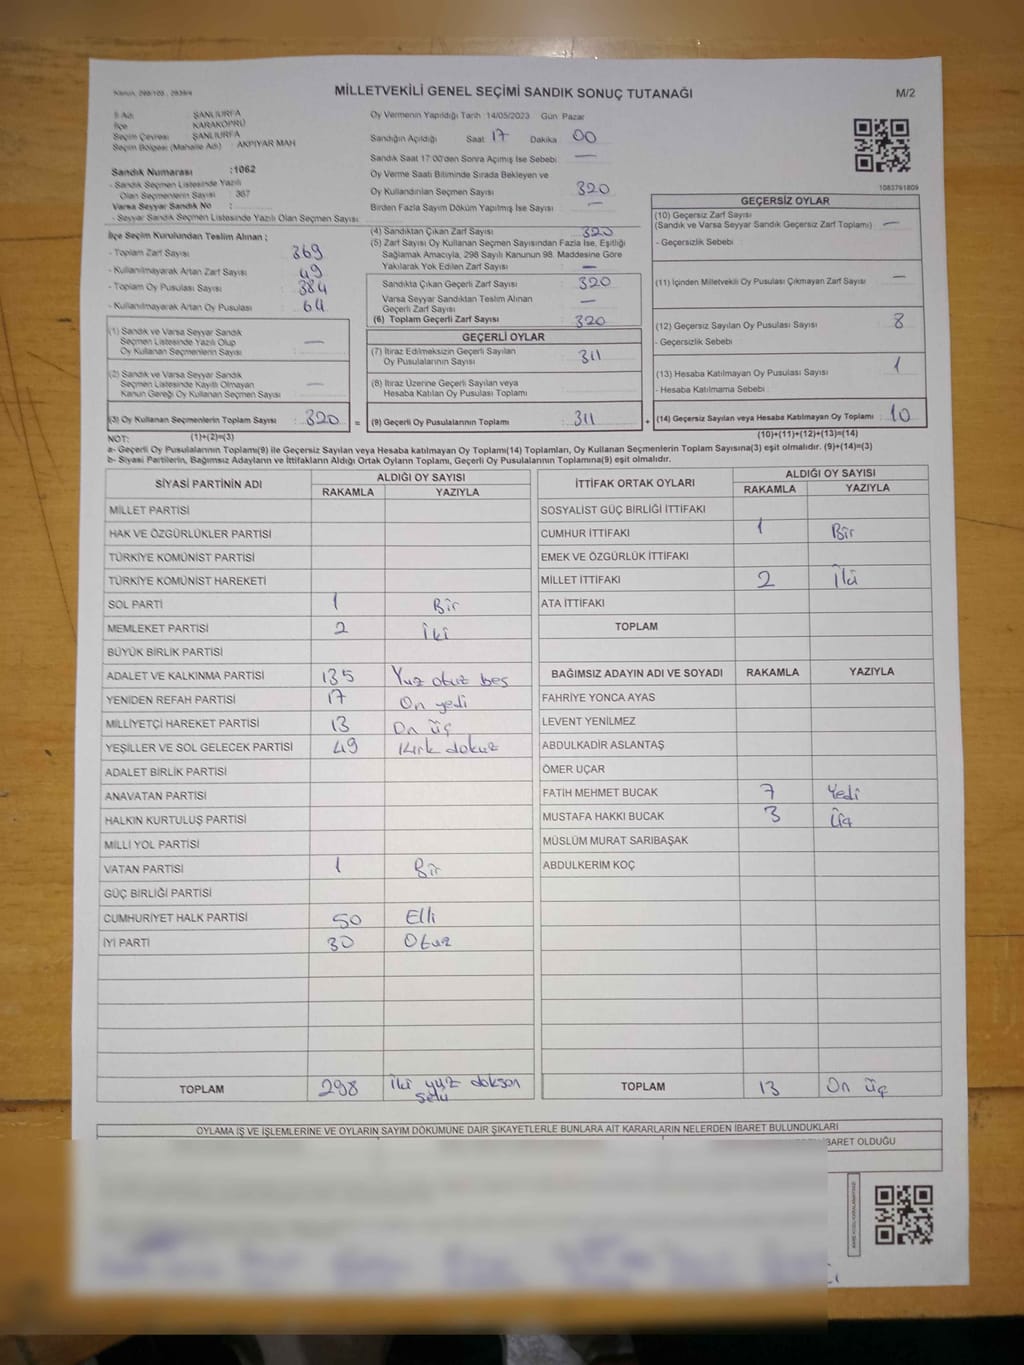 MİLLETVEKİLİ GENEL SEÇİMİ SANDIK SONUÇ TUTANAĞI
M/2
İl Adı : ŞANLIURFA
İlçe : KARAKÖPRÜ
Seçim Çevresi : ŞANLIURFA
Seçim Bölgesi (Mahalle Adı) : AKPIYAR MAH
Sandık Numarası :1062
- Sandık Seçmen Listesinde Yazılı
Olan Seçmenlerin Sayısı : 367
Varsa Seyyar Sandık No :
- Seyyar Sandık Listesinde Yazılı Olan Seçmen Sayısı :
Oy Vermenin Yapıldığı Tarih 14/05/2023 Gün Pazar
Sandığın Açıldığı Saat 17 Dakika 00
Sandık Saat 17:00'den Sonra Açılmış İse Sebebi : —
Oy Verme Saati Bitiminde Sırada Bekleyen ve
Oy Kullandırılan Seçmen Sayısı 320
Birden Fazla Sayım Döküm Yapılmış İse Sayısı : —
1083791809
İlçe Seçim Kurulundan Teslim Alınan ;
- Toplam Zarf Sayısı 369
- Kullanılmayarak Artan Zarf Sayısı 49
- Toplam Oy Pusulası Sayısı 384
- Kullanılmayarak Artan Oy Pusulası 64
(1) Sandık ve Varsa Seyyar Sandık
Seçmen Listesinde Yazılı Olup
Oy Kullanan Seçmenlerin Sayısı —
(2) Sandık ve Varsa Seyyar Sandık
Seçmen Listesinde Kayıtlı Olmayan
Kanun Gereği Oy Kullanan Seçmen Sayısı —
(3) Oy Kullanan Seçmenlerin Toplam Sayısı : 320 =
(4) Sandıktan Çıkan Zarf Sayısı 320
(5) Zarf Sayısı Oy Kullanan Seçmen Sayısından Fazla İse, Eşitliği
Sağlamak Amacıyla, 298 Sayılı Kanunun 98. Maddesine Göre
Yakılarak Yok Edilen Zarf Sayısı —
Sandıkta Çıkan Geçerli Zarf Sayısı 320
Varsa Seyyar Sandıktan Teslim Alınan
Geçerli Zarf Sayısı —
(6) Toplam Geçerli Zarf Sayısı 320
GEÇERLİ OYLAR
(7) İtiraz Edilmeksizin Geçerli Sayılan
Oy Pusulalarının Sayısı 311
(8) İtiraz Üzerine Geçerli Sayılan veya
Hesaba Katılan Oy Pusulası Toplamı
(9) Geçerli Oy Pusulalarının Toplamı : 311 +
GEÇERSİZ OYLAR
(10) Geçersiz Zarf Sayısı
(Sandık ve Varsa Seyyar Sandık Geçersiz Zarf Toplamı) —
- Geçersizlik Sebebi :
(11) İçinden Milletvekili Oy Pusulası Çıkmayan Zarf Sayısı —
(12) Geçersiz Sayılan Oy Pusulası Sayısı 8
- Geçersizlik Sebebi :
(13) Hesaba Katılmayan Oy Pusulası Sayısı 1
- Hesaba Katılmama Sebebi
(14) Geçersiz Sayılan veya Hesaba Katılmayan Oy Toplamı : 10
NOT: (1)+(2)=(3)
(10)+(11)+(12)+(13)=(14)
a- Geçerli Oy Pusulalarının Toplamı(9) ile Geçersiz Sayılan veya Hesaba katılmayan Oy Toplamı(14) Toplamları, Oy Kullanan Seçmenlerin Toplam Sayısına(3) eşit olmalıdır. (9)+(14)=(3)
b- Siyasi Partilerin, Bağımsız Adayların ve İttifakların Aldığı Ortak Oyların Toplamı, Geçerli Oy Pusulalarının Toplamına(9) eşit olmalıdır.
SİYASİ PARTİNİN ADI ALDIĞI OY SAYISI
RAKAMLA YAZIYLA
MİLLET PARTİSİ
HAK VE ÖZGÜRLÜKLER PARTİSİ
TÜRKİYE KOMÜNİST PARTİSİ
TÜRKİYE KOMÜNİST HAREKETİ
SOL PARTİ 1 Bir
MEMLEKET PARTİSİ 2 İki
BÜYÜK BİRLİK PARTİSİ
ADALET VE KALKINMA PARTİSİ 135 Yüz otuz beş
YENİDEN REFAH PARTİSİ 17 On yedi
MİLLİYETÇİ HAREKET PARTİSİ 13 On üç
YEŞİLLER VE SOL GELECEK PARTİSİ 49 Kırk dokuz
ADALET BİRLİK PARTİSİ
ANAVATAN PARTİSİ
HALKIN KURTULUŞ PARTİSİ
MİLLİ YOL PARTİSİ
VATAN PARTİSİ 1 Bir
GÜÇ BİRLİĞİ PARTİSİ
CUMHURİYET HALK PARTİSİ 50 Elli
İYİ PARTİ 30 Otuz
TOPLAM 298 İki yüz doksan
sekiz
İTTİFAK ORTAK OYLARI ALDIĞI OY SAYISI
RAKAMLA YAZIYLA
SOSYALİST GÜÇ BİRLİĞİ İTTİFAKI
CUMHUR İTTİFAKI 1 Bir
EMEK VE ÖZGÜRLÜK İTTİFAKI
MİLLET İTTİFAKI 2 İki
ATA İTTİFAKI
TOPLAM
BAĞIMSIZ ADAYIN ADI VE SOYADI RAKAMLA YAZIYLA
FAHRİYE YONCA AYAS
LEVENT YENİLMEZ
ABDULKADİR ASLANTAŞ
ÖMER UÇAR
FATİH MEHMET BUCAK 7 Yedi
MUSTAFA HAKKI BUCAK 3 Üç
MÜSLÜM MURAT SARIBAŞAK
ABDULKERİM KOÇ
TOPLAM 13 On üç
OYLAMA İŞ VE İŞLEMLERİNE VE OYLARIN SAYIM DÖKÜMÜNE DAİR ŞİKAYETLERLE BUNLARA AİT KARARLARIN NELERDEN İBARET BULUNDUKLARI
İBARET OLDUĞU